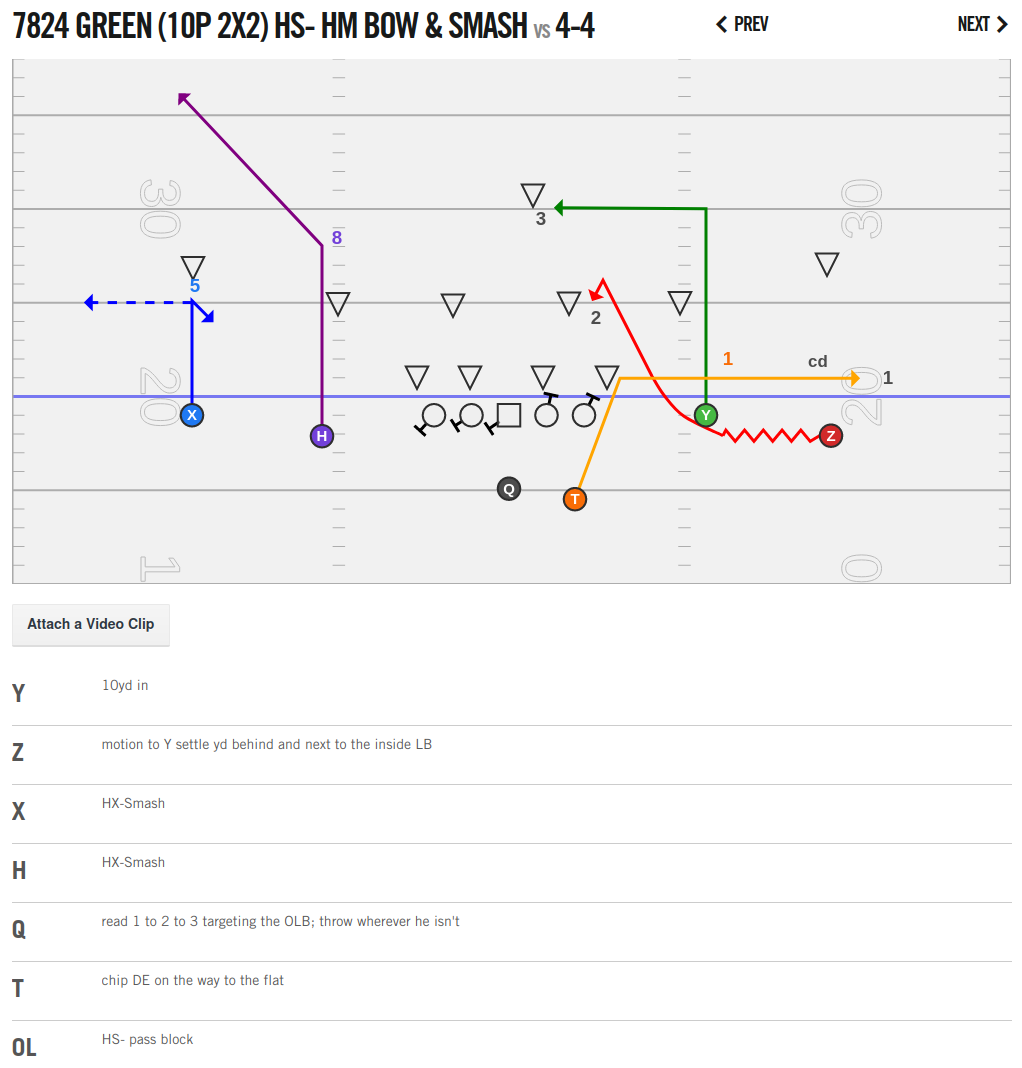 7824 GREEN (10P 2X2) HS- HM BOW & SMASH VS 4-4
PREV
NEXT
30
30
3
8
5
2
1
cd
1
20
20
X
H
Y
Z
Q
T
1
0
Attach a Video Clip
Y 10yd in
Z motion to Y settle yd behind and next to the inside LB
X HX-Smash
H HX-Smash
Q read 1 to 2 to 3 targeting the OLB; throw wherever he isn't
T chip DE on the way to the flat
OL HS- pass block